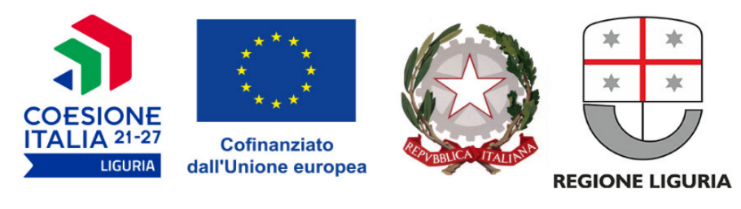 COESIONE
ITALIA 21-27
LIGURIA
Cofinanziato
dall'Unione europea
REPVBBLICA ITALIANA
REGIONE LIGURIA